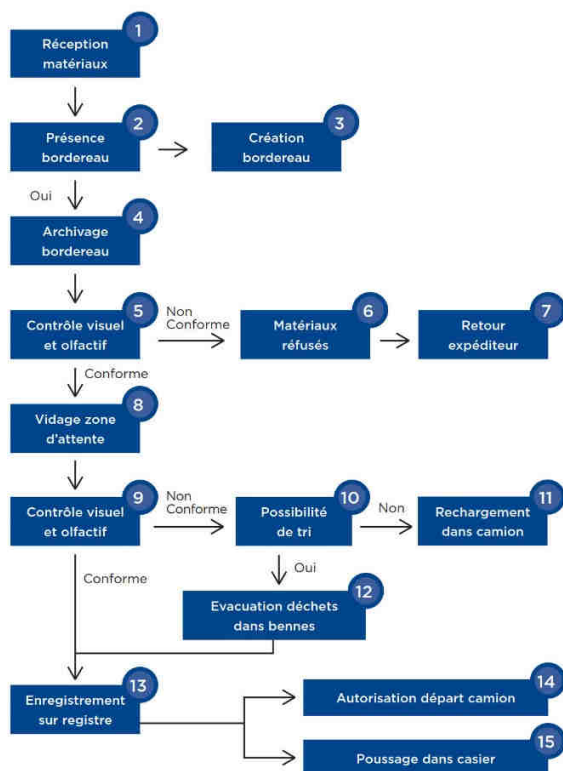 1
Réception
matériaux
2
Présence
bordereau
3
Création
bordereau
Oui
4
Archivage
bordereau
5
Contrôle visuel
et olfactif
Non
Conforme
6
Matériaux
réfusés
7
Retour
expéditeur
Conforme
8
Vidage zone
d'attente
9
Contrôle visuel
et olfactif
Non
Conforme
10
Possibilité
de tri
Non
11
Rechargement
dans camion
Conforme
Oui
12
Evacuation déchets
dans bennes
13
Enregistrement
sur registre
14
Autorisation départ camion
15
Poussage dans casier